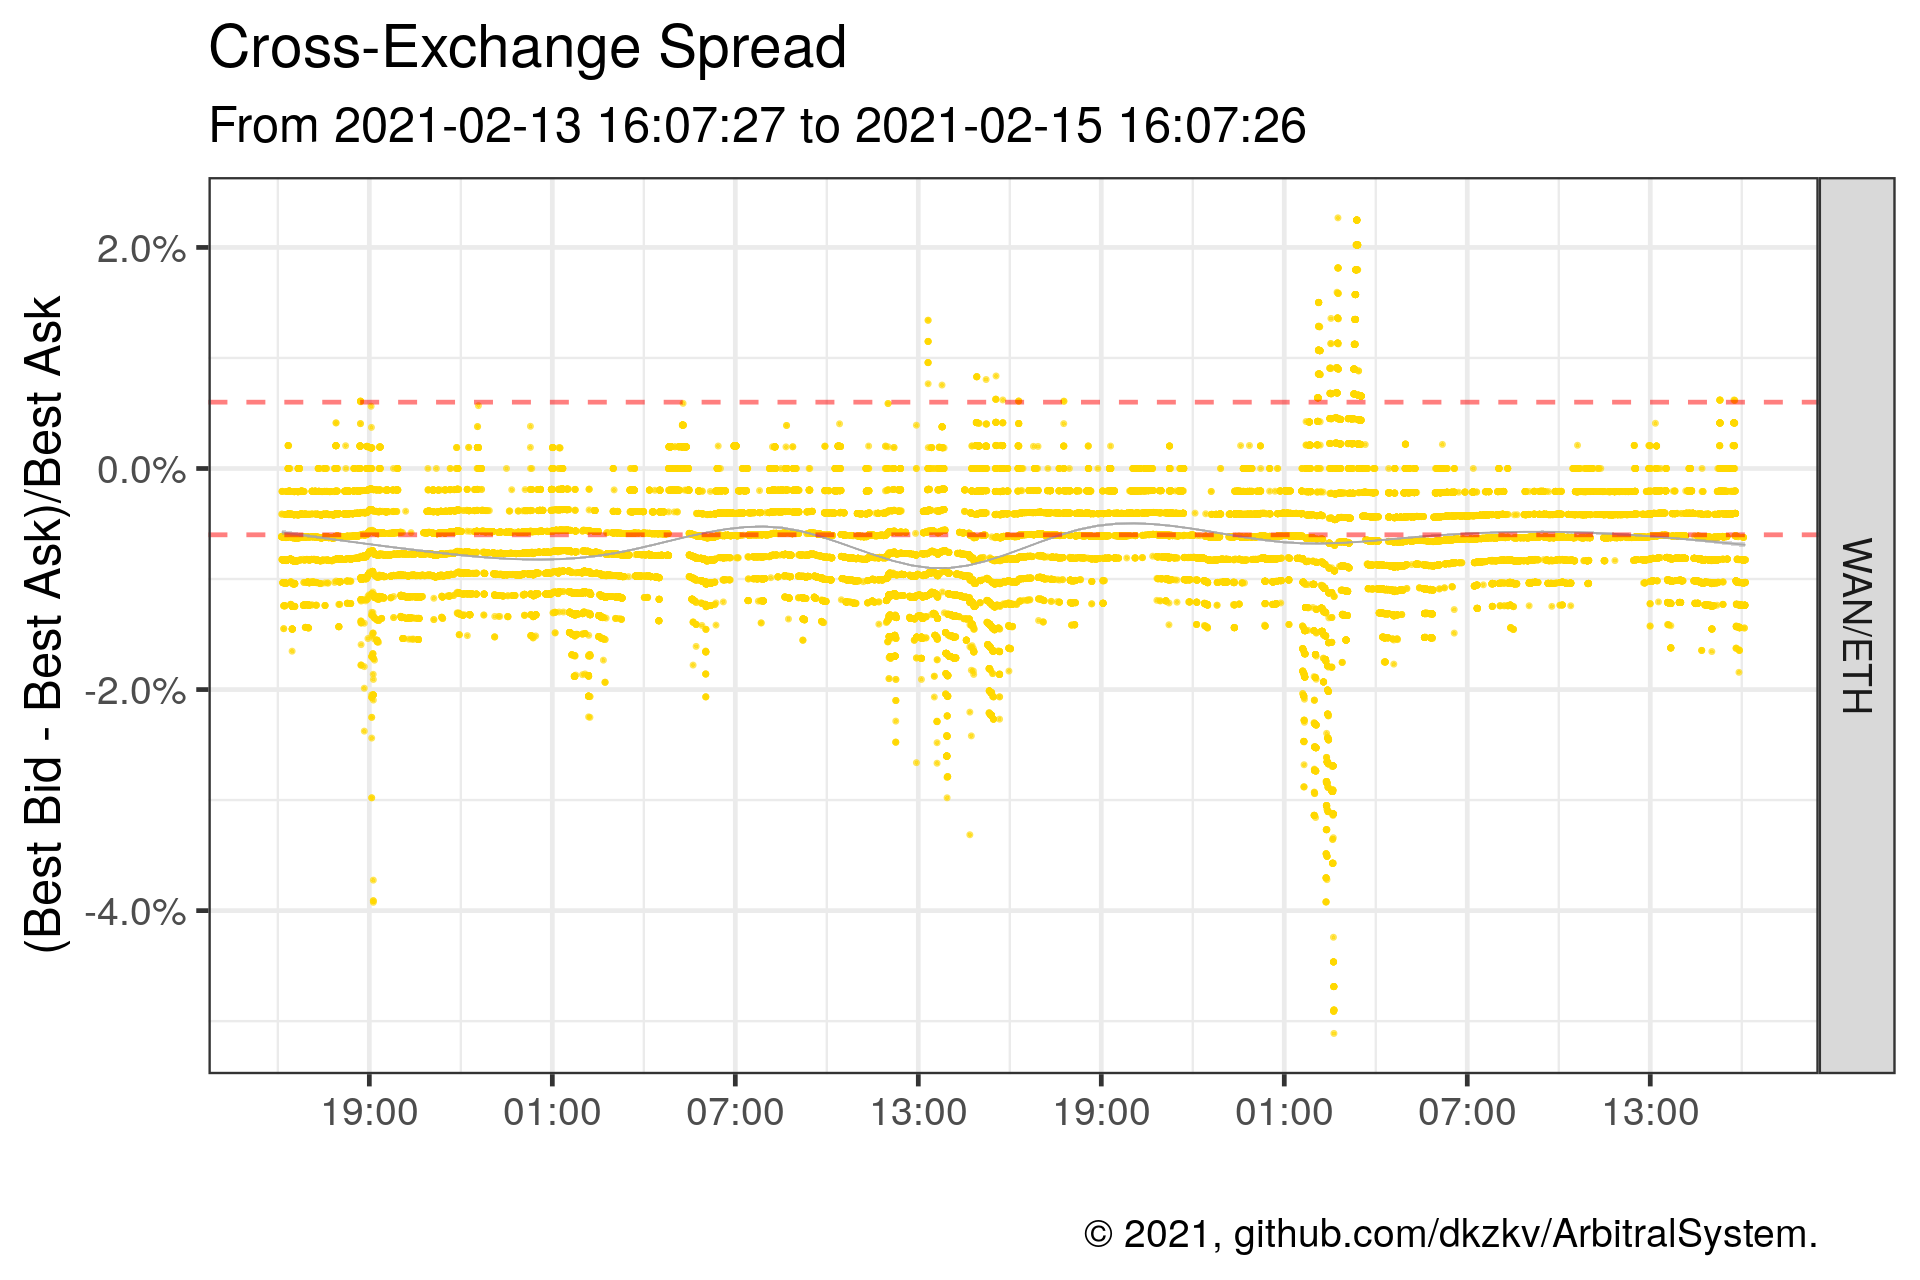 Cross-Exchange Spread
From 2021-02-13 16:07:27 to 2021-02-15 16:07:26
(Best Bid - Best Ask)/Best Ask
2.0%
0.0%
-2.0%
-4.0%
WAN/ETH
19:00 01:00 07:00 13:00 19:00 01:00 07:00 13:00
© 2021, github.com/dkzkv/ArbitralSystem.